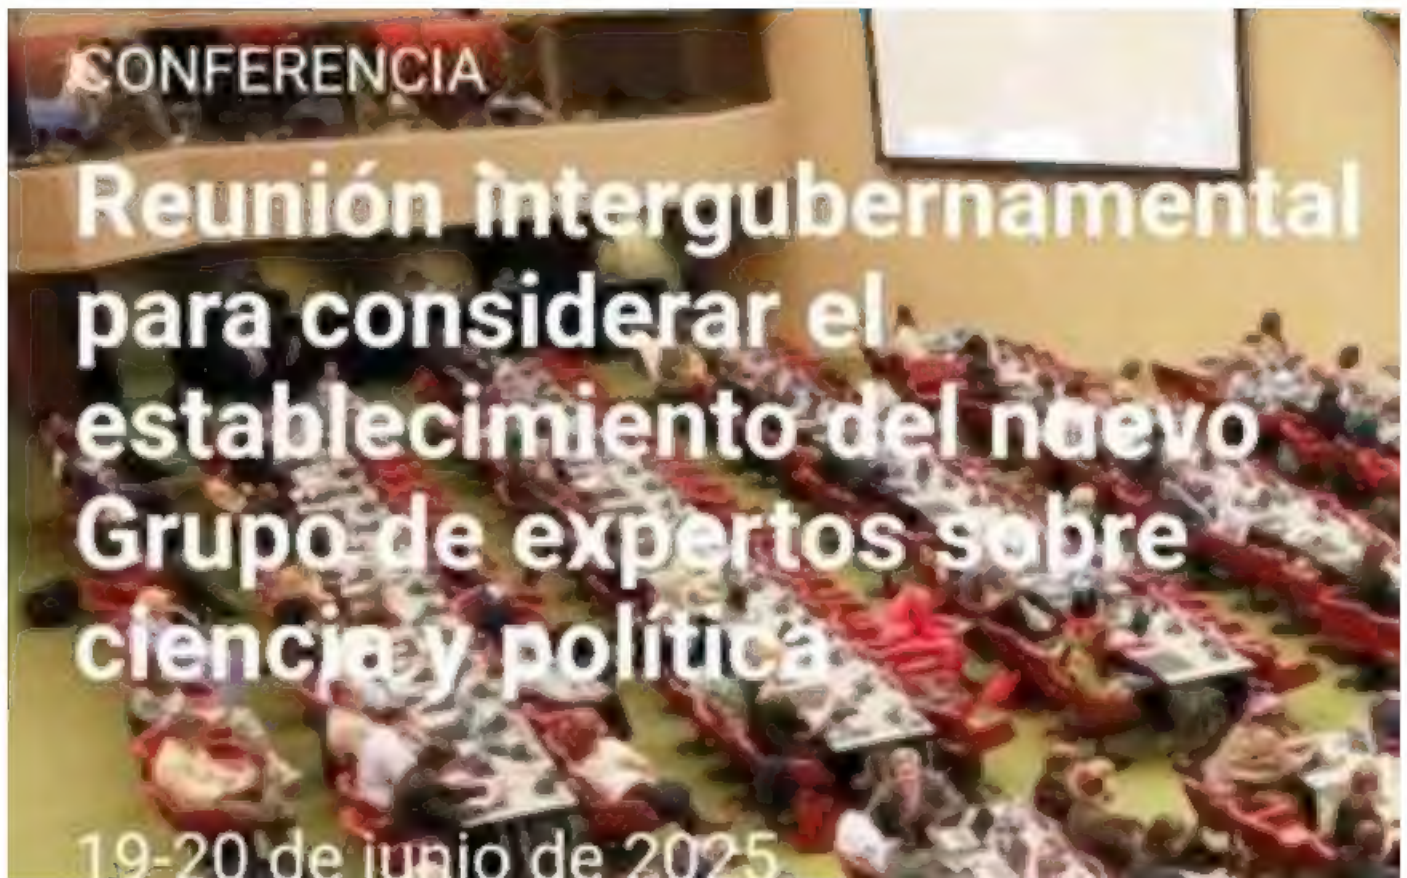 CONFERENCIA
Reunión intergubernamental
para considerar el
establecimiento del nuevo
Grupo de expertos sobre
ciencia y política
19-20 de junio de 2025